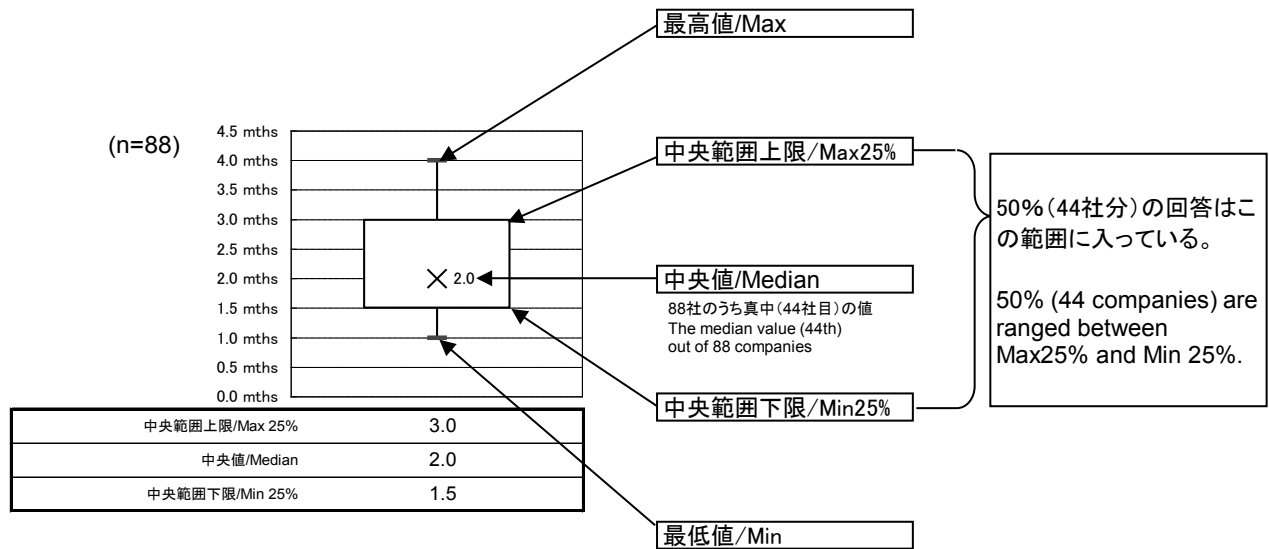 最高値/Max
(n=88)
4.5 mths
4.0 mths
3.5 mths
3.0 mths
2.5 mths
2.0 mths
1.5 mths
1.0 mths
0.5 mths
0.0 mths
2.0
中央範囲上限/Max25%
中央値/Median
88社のうち真中(44社目)の値
The median value (44th)
out of 88 companies
中央範囲下限/Min25%
50%(44社分)の回答はこ
の範囲に入っている。
50% (44 companies) are
ranged between
Max25% and Min 25%.
中央範囲上限/Max 25% 3.0
中央値/Median 2.0
中央範囲下限/Min 25% 1.5
最低値/Min